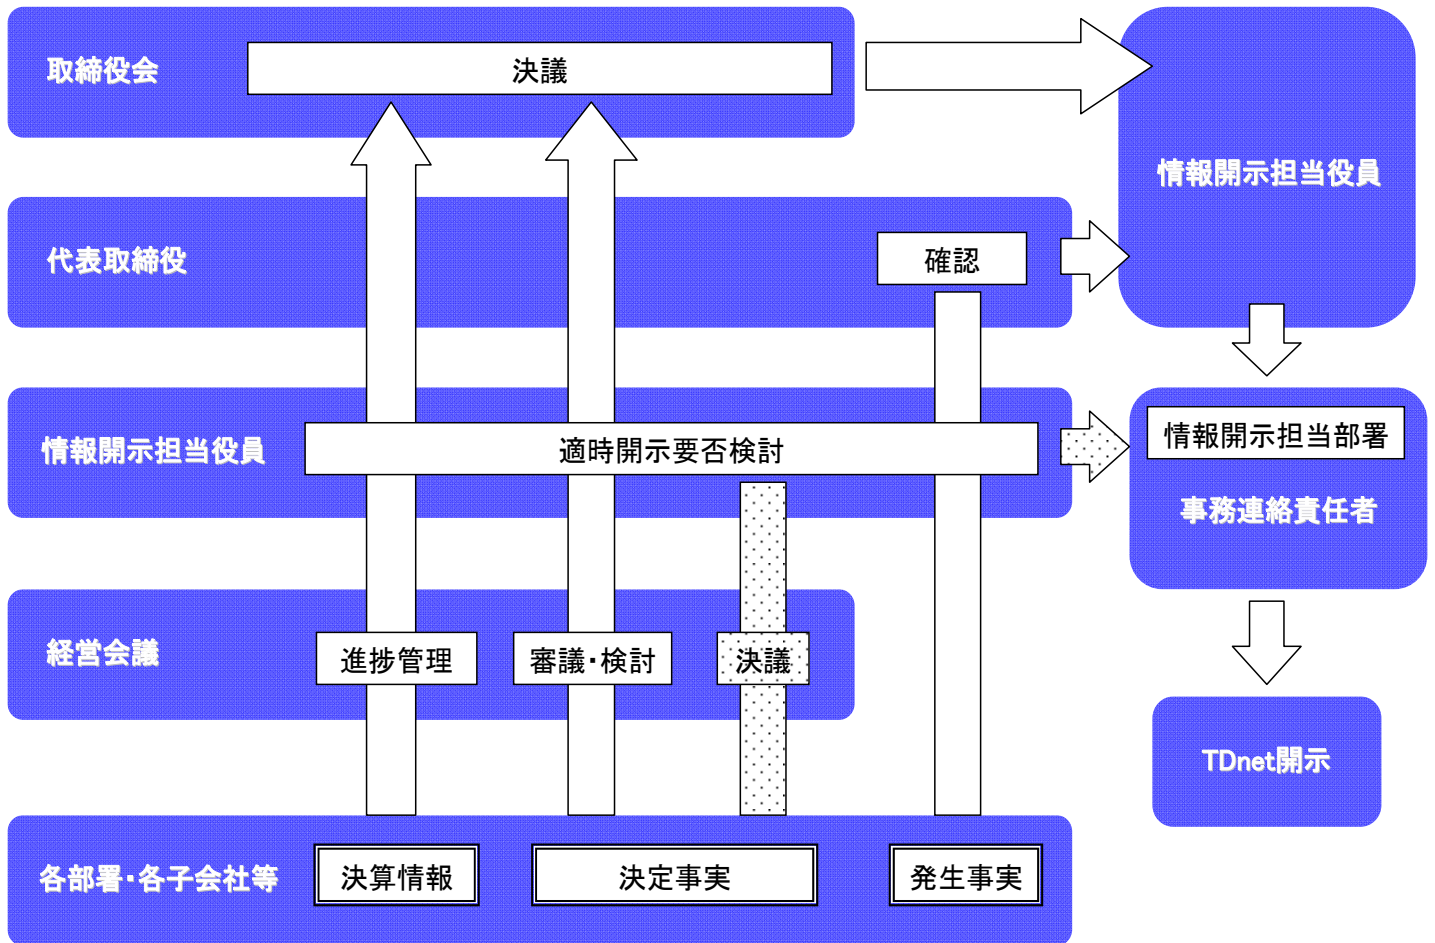 取締役会
決議
情報開示担当役員
代表取締役
確認
情報開示担当役員
適時開示要否検討
情報開示担当部署
事務連絡責任者
経営会議
進捗管理
審議・検討
決議
TDnet開示
各部署・各子会社等
決算情報
決定事実
発生事実